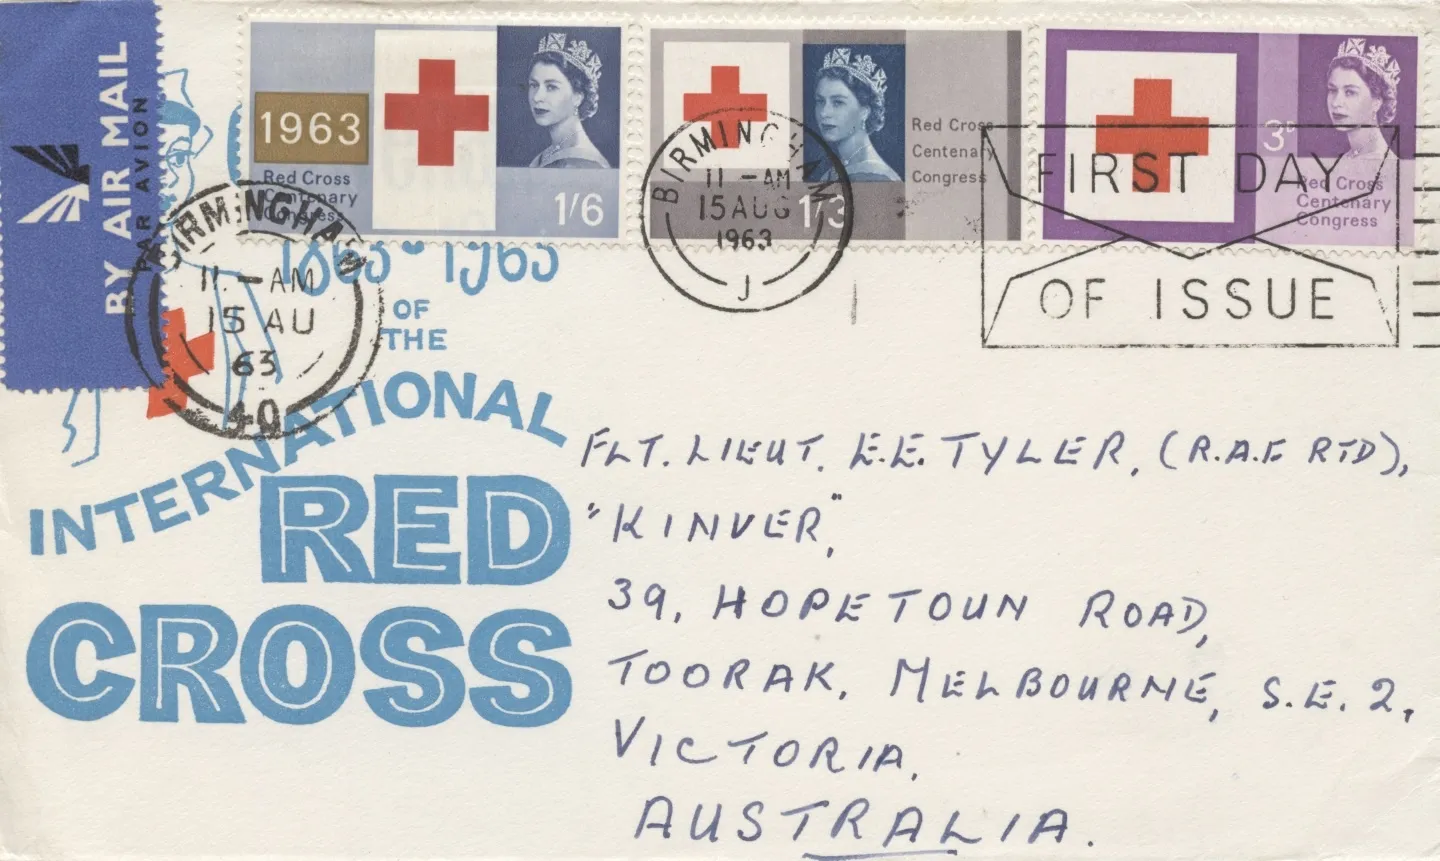 BY AIR MAIL
PAR AVION
1963
Red Cross
Centenary
Congress
1/6
Red Cross
Centenary
Congress
1/3
3D
Red Cross
Centenary
Congress
BIRMINGHAM
11 - AM
15 AU
63
40
BIRMINGHAM
11 - AM
15 AUG
1963
J
FIRST DAY
OF ISSUE
1863-1963
OF
THE
INTERNATIONAL
RED
CROSS
FLT. LIEUT. E.E. TYLER, (R.A.F RTD),
"KINVER",
39, HOPETOUN ROAD,
TOORAK, MELBOURNE, S.E. 2,
VICTORIA,
AUSTRALIA.